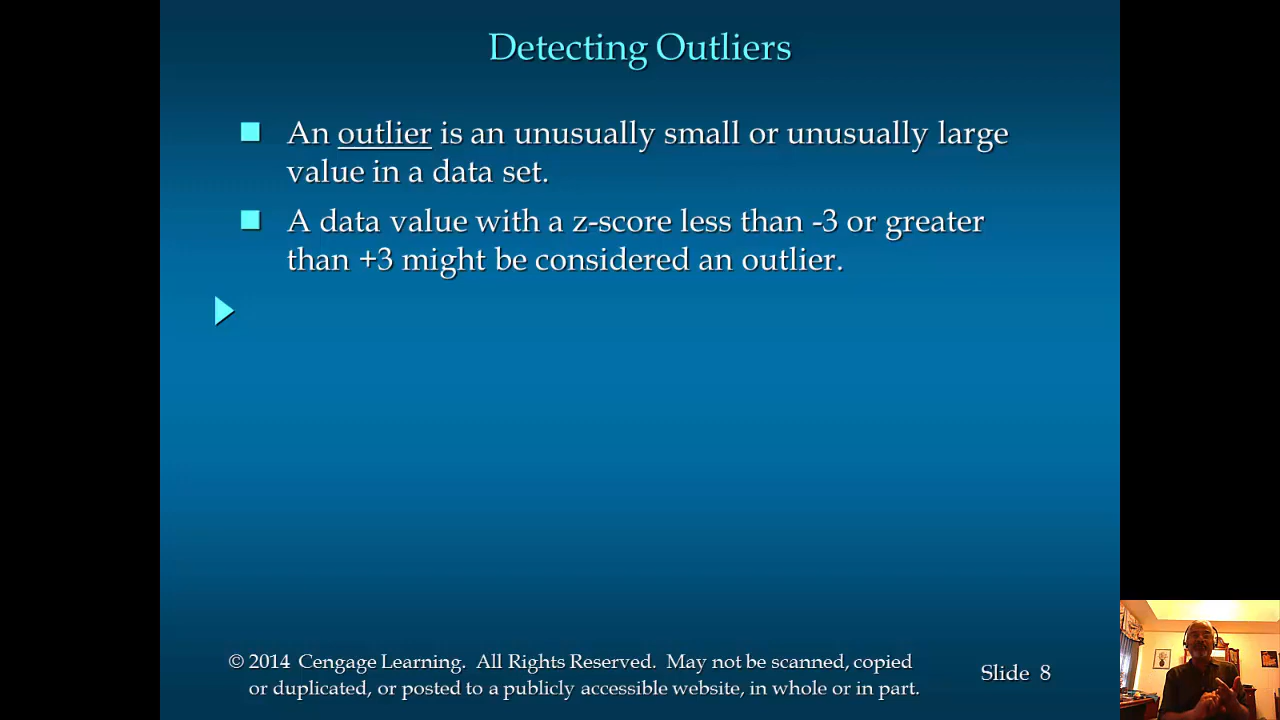 Detecting Outliers
An outlier is an unusually small or unusually large
value in a data set.
A data value with a z-score less than -3 or greater
than +3 might be considered an outlier.
© 2014 Cengage Learning. All Rights Reserved. May not be scanned, copied
or duplicated, or posted to a publicly accessible website, in whole or in part.
Slide 8